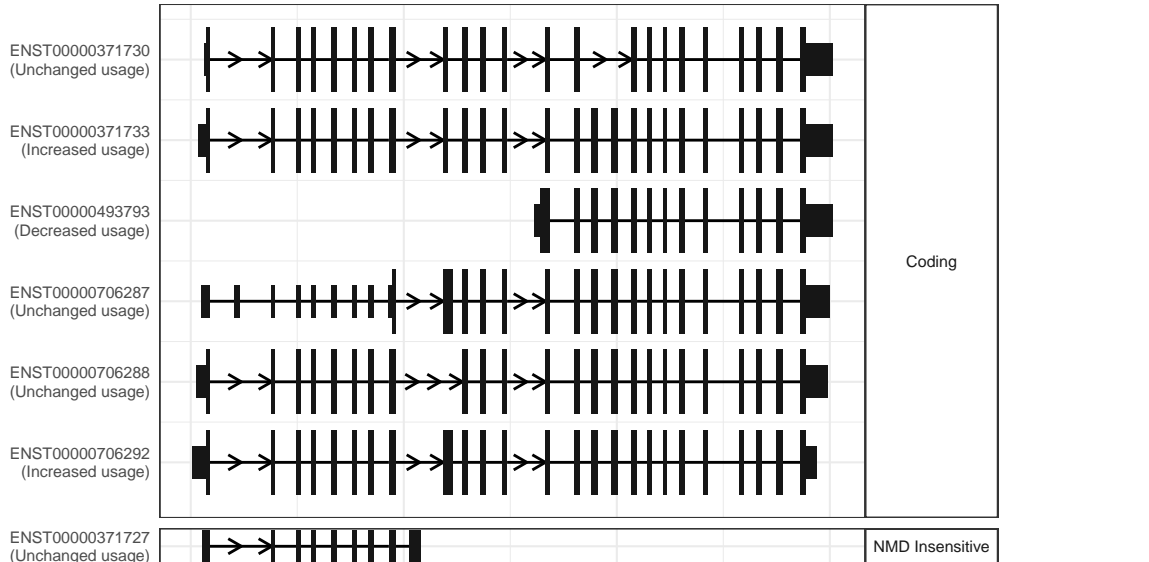 ENST00000371730
(Unchanged usage)
ENST00000371733
(Increased usage)
ENST00000493793
(Decreased usage)
Coding
ENST00000706287
(Unchanged usage)
ENST00000706288
(Unchanged usage)
ENST00000706292
(Increased usage)
ENST00000371727
(Unchanged usage)
NMD Insensitive